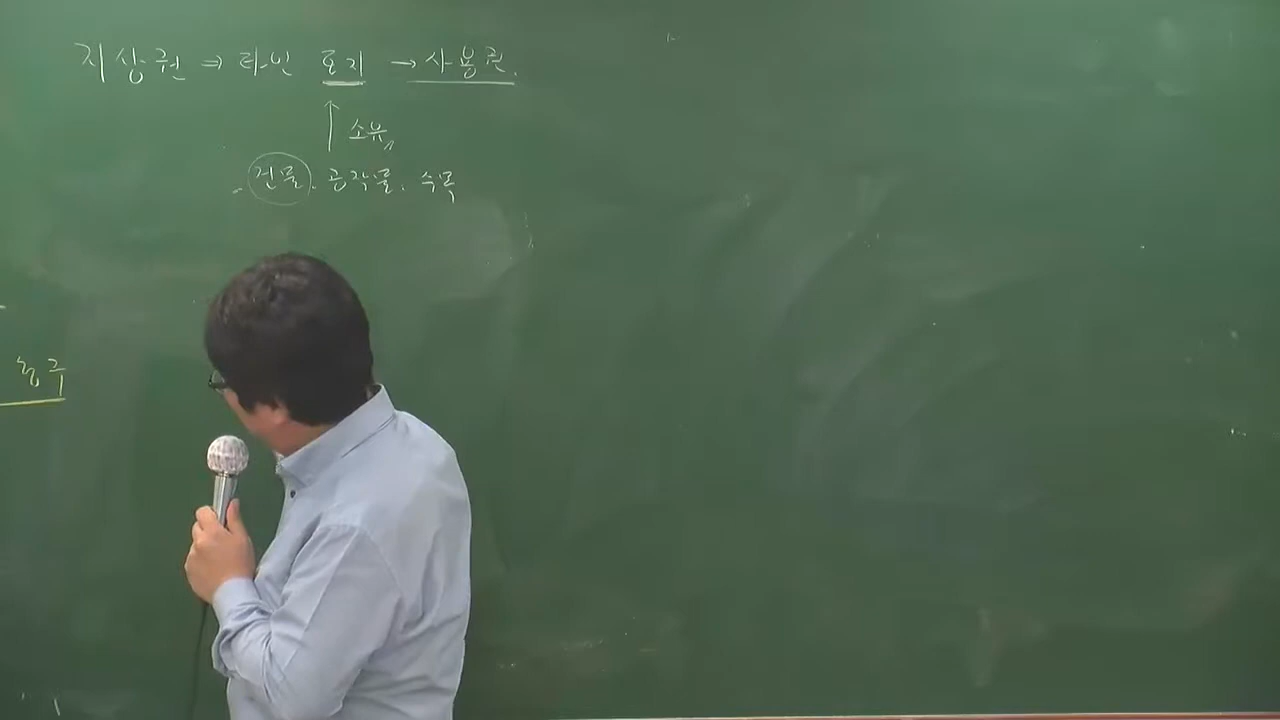 지상권 ⇒ 타인 토지 → 사용권.
↑ 소유
건물. 공작물. 수목